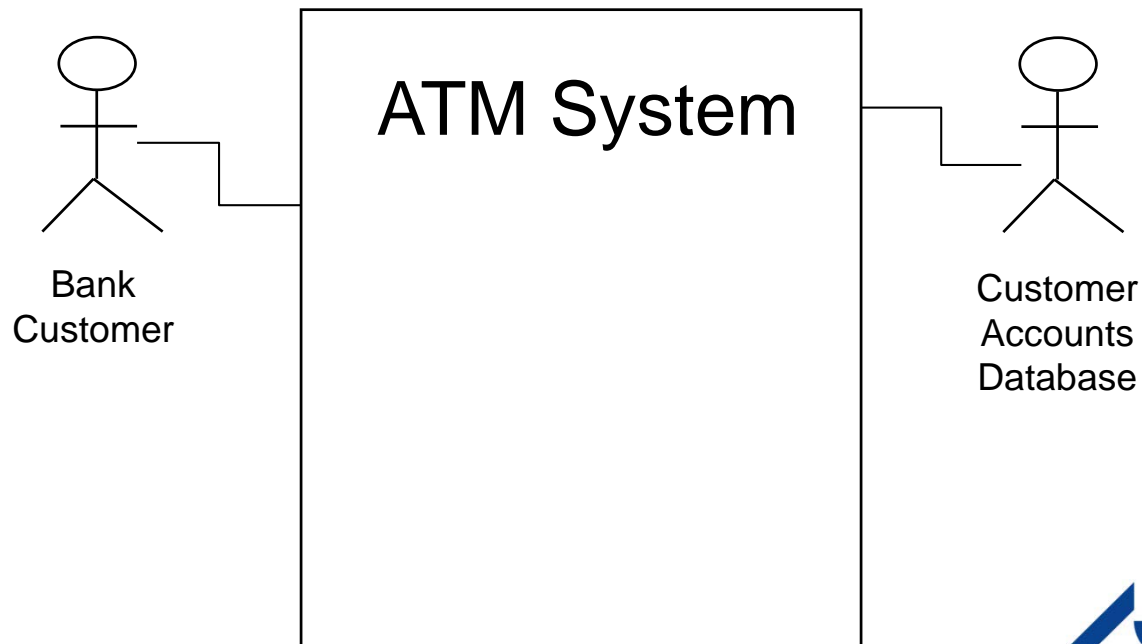 ATM System
Bank
Customer
Customer
Accounts
Database